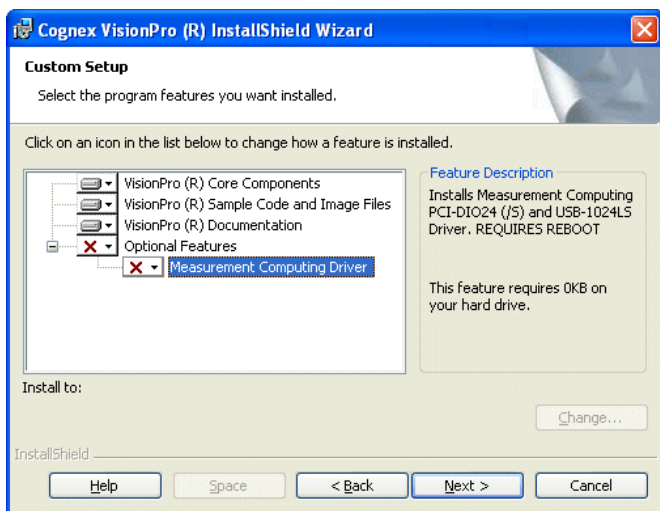 Cognex VisionPro (R) InstallShield Wizard
Custom Setup
Select the program features you want installed.
Click on an icon in the list below to change how a feature is installed.
VisionPro (R) Core Components
VisionPro (R) Sample Code and Image Files
VisionPro (R) Documentation
Optional Features
Measurement Computing Driver
Feature Description
Installs Measurement Computing
PCI-DIO24 (/S) and USB-1024LS
Driver. REQUIRES REBOOT
This feature requires 0KB on
your hard drive.
Install to:
Change...
InstallShield
Help
Space
< Back
Next >
Cancel